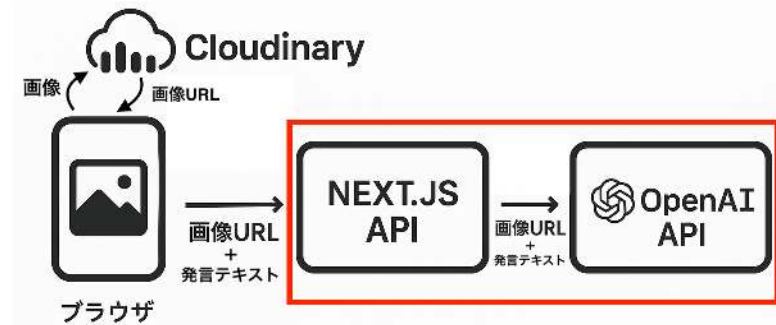 Cloudinary
画像
画像URL
NEXT.JS
API
OpenAI
API
画像URL
+
発言テキスト
画像URL
+
発言テキスト
ブラウザ